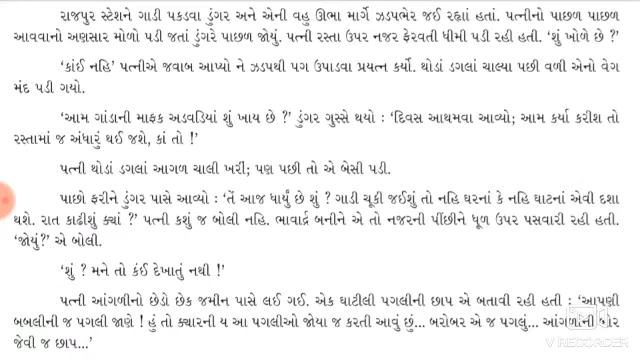 રાજપુર સ્ટેશને ગાડી પકડવા ડુંગર અને એની વહુ ઊભા માર્ગે ઝડપભેર જઈ રહ્યાં હતાં. પત્નીનો પાછળ પાછળ
આવવાનો અણસાર મોળો પડી જતાં ડુંગરે પાછળ જોયું. પત્ની રસ્તા ઉપર નજર ફેરવતી ધીમી પડી રહી હતી. ‘શું ખોળે છે ?’
‘કાંઈ નહિ’ પત્નીએ જવાબ આપ્યો ને ઝડપથી પગ ઉપાડવા પ્રયત્ન કર્યો. થોડાં ડગલાં ચાલ્યા પછી વળી એનો વેગ
મંદ પડી ગયો.
‘આમ ગાંડાની માફક અડવડિયાં શું ખાય છે ?’ ડુંગર ગુસ્સે થયો : ‘દિવસ આથમવા આવ્યો; આમ કર્યા કરીશ તો
રસ્તામાં જ અંધારું થઈ જશે, કાં તો !’
પત્ની થોડાં ડગલાં આગળ ચાલી ખરી; પણ પછી તો એ બેસી પડી.
પાછો ફરીને ડુંગર પાસે આવ્યો : ‘તેં આજ ધાર્યું છે શું ? ગાડી ચૂકી જઈશું તો નહિ ઘરનાં કે નહિ ઘાટનાં એવી દશા
થશે. રાત કાઢીશું ક્યાં ?’ પત્ની કશું જ બોલી નહિ. ભાવાર્દ્ર બનીને એ તો નજરની પીંછીને ધૂળ ઉપર પસવારી રહી હતી.
‘જોયું?’ એ બોલી.
‘શું ? મને તો કંઈ દેખાતું નથી !’
પત્ની આંગળીનો છેડો છેક જમીન પાસે લઈ ગઈ. એક ઘાટીલી પગલીની છાપ એ બતાવી રહી હતી : ‘આપણી
બબલીની જ પગલી જાણે ! હું તો ક્યારની ય આ પગલીઓ જોયા જ કરતી આવું છું... બરોબર એ જ પગલું... આંગળાંની બોર
જેવી જ છાપ...’
VIRECORDER